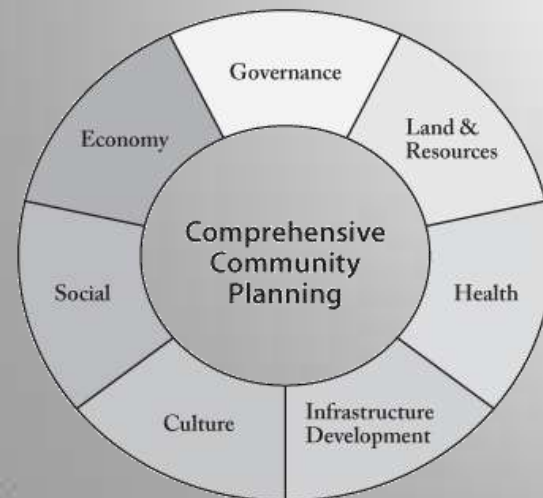 Governance
Land &
Resources
Health
Infrastructure
Development
Culture
Social
Economy
Comprehensive
Community
Planning